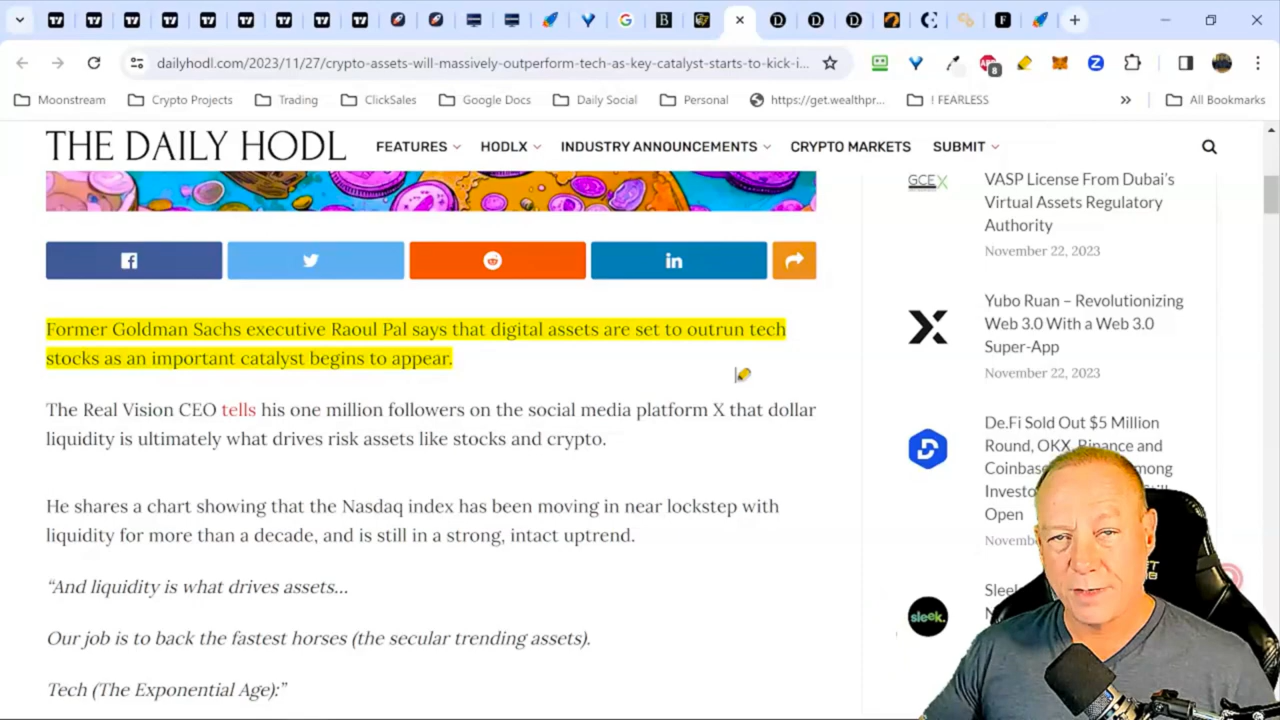 dailyhodl.com/2023/11/27/crypto-assets-will-massively-outperform-tech-as-key-catalyst-starts-to-kick-i...
8
Moonstream
Crypto Projects
Trading
ClickSales
Google Docs
Daily Social
Personal
https://get.wealthpr...
! FEARLESS
»
All Bookmarks
THE DAILY HODL
FEATURES
HODLX
INDUSTRY ANNOUNCEMENTS
CRYPTO MARKETS
SUBMIT
Former Goldman Sachs executive Raoul Pal says that digital assets are set to outrun tech
stocks as an important catalyst begins to appear.
The Real Vision CEO tells his one million followers on the social media platform X that dollar
liquidity is ultimately what drives risk assets like stocks and crypto.
He shares a chart showing that the Nasdaq index has been moving in near lockstep with
liquidity for more than a decade, and is still in a strong, intact uptrend.
“And liquidity is what drives assets…
Our job is to back the fastest horses (the secular trending assets).
Tech (The Exponential Age):”
GCEX
VASP License From Dubai’s
Virtual Assets Regulatory
Authority
November 22, 2023
Yubo Ruan – Revolutionizing
Web 3.0 With a Web 3.0
Super-App
November 22, 2023
De.Fi Sold Out $5 Million
Round, OKX, Binance and
Open
sleek.